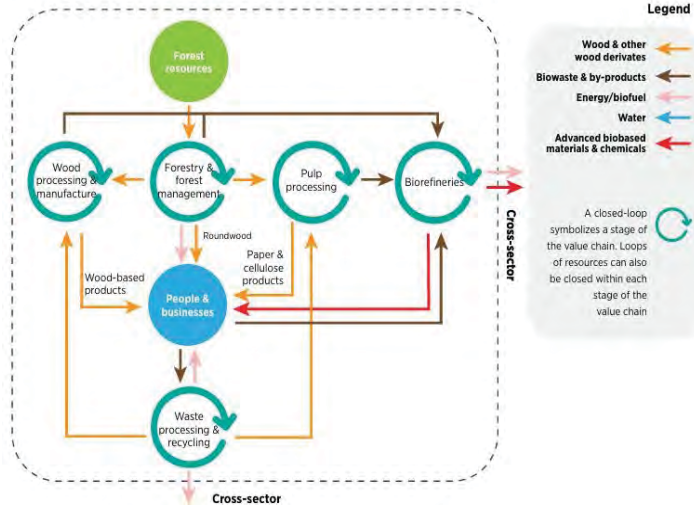 Legend
Forest
resources
Wood & other
wood derivates
Biowaste & by-products
Energy/biofuel
Water
Advanced biobased
materials & chemicals
Wood
processing &
manufacture
Forestry &
forest
management
Pulp
processing
Biorefineries
Cross-sector
A closed-loop
symbolizes a stage of
the value chain. Loops
of resources can also
be closed within each
stage of the
value chain
Roundwood
Wood-based
products
Paper &
cellulose
products
People &
businesses
Waste
processing &
recycling
Cross-sector